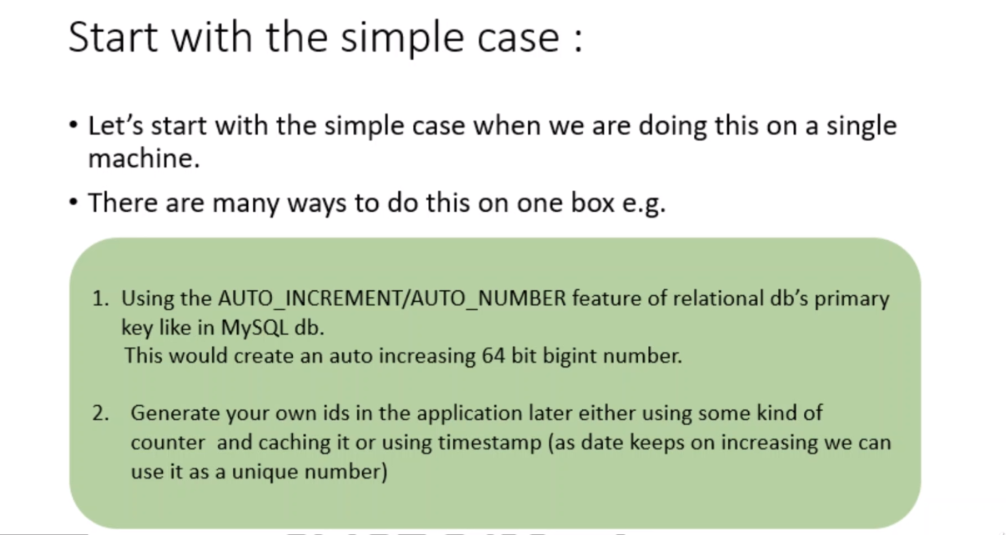 Start with the simple case :
• Let's start with the simple case when we are doing this on a single
machine.
• There are many ways to do this on one box e.g.
1. Using the AUTO_INCREMENT/AUTO_NUMBER feature of relational db's primary
key like in MySQL db.
This would create an auto increasing 64 bit bigint number.
2. Generate your own ids in the application later either using some kind of
counter and caching it or using timestamp (as date keeps on increasing we can
use it as a unique number)